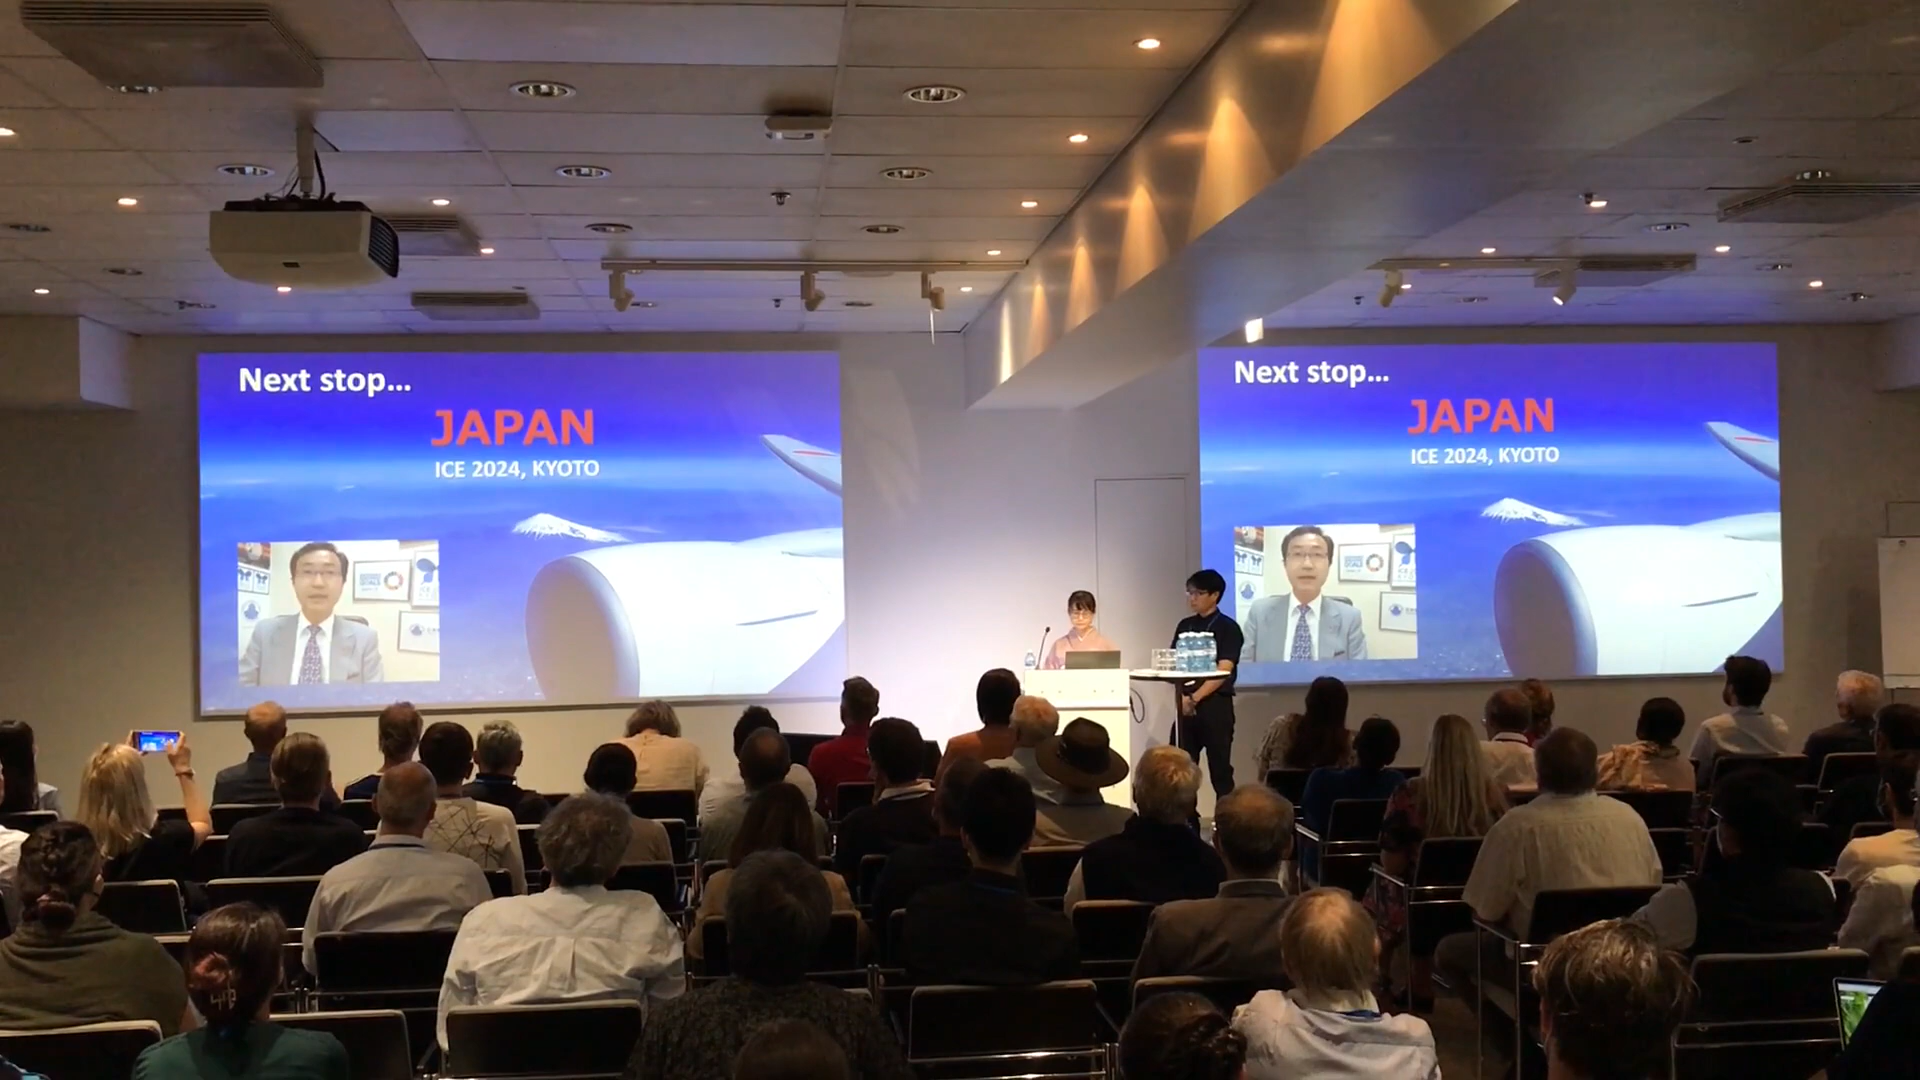 Next stop...
JAPAN
ICE 2024, KYOTO
Next stop...
JAPAN
ICE 2024, KYOTO